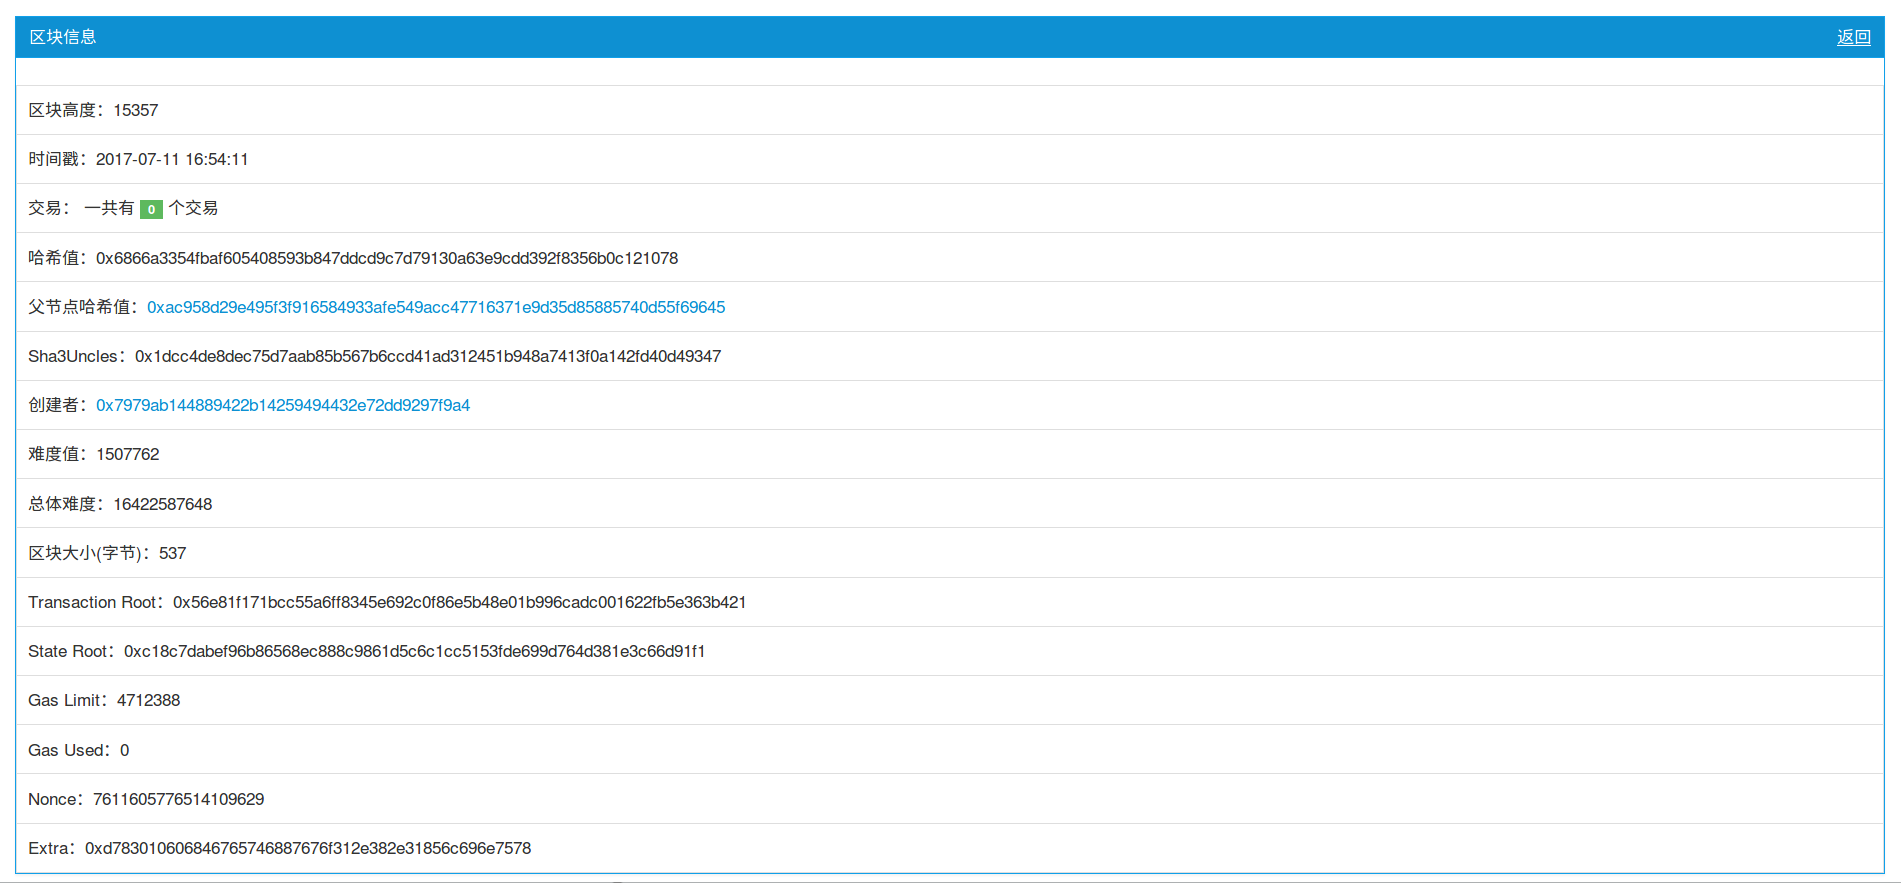 区块信息
返回
区块高度：15357
时间戳：2017-07-11 16:54:11
交易： 一共有 0 个交易
哈希值：0x6866a3354fbaf605408593b847ddcd9c7d79130a63e9cdd392f8356b0c121078
父节点哈希值：0xac958d29e495f3f916584933afe549acc47716371e9d35d85885740d55f69645
Sha3Uncles：0x1dcc4de8dec75d7aab85b567b6ccd41ad312451b948a7413f0a142fd40d49347
创建者：0x7979ab144889422b14259494432e72dd9297f9a4
难度值：1507762
总体难度：16422587648
区块大小(字节)：537
Transaction Root：0x56e81f171bcc55a6ff8345e692c0f86e5b48e01b996cadc001622fb5e363b421
State Root：0xc18c7dabef96b86568ec888c9861d5c6c1cc5153fde699d764d381e3c66d91f1
Gas Limit：4712388
Gas Used：0
Nonce：7611605776514109629
Extra：0xd783010606846765746887676f312e382e31856c696e7578